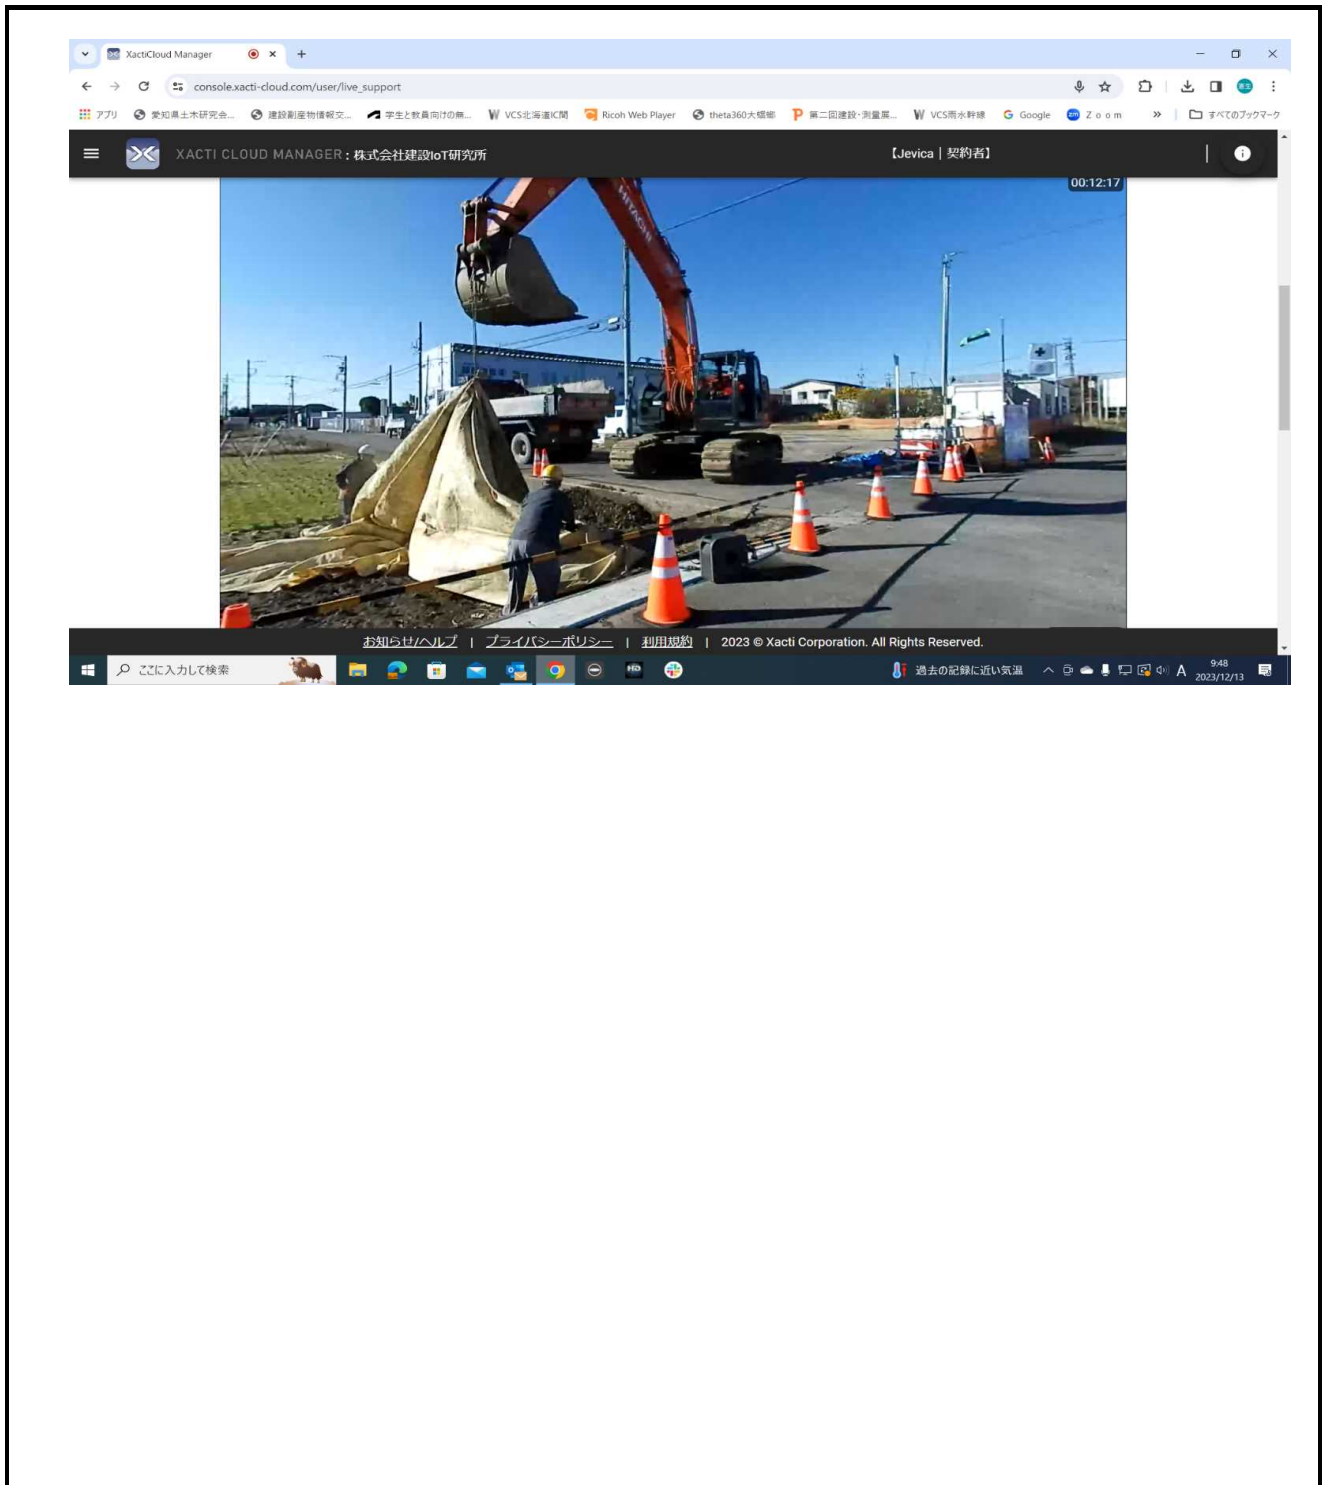 XactiCloud Manager
console.xacti-cloud.com/user/live_support
アプリ 愛知県土木研究会... 建設副産物情報交... 学生と教員向けの無... VCS北海道IC間 Ricoh Web Player theta360大螺螂 第二回建設・測量展... VCS雨水幹線 Google Zoom » すべてのブックマーク
XACTI CLOUD MANAGER : 株式会社建設IoT研究所 【Jevica | 契約者】
00:12:17
HITACHI
お知らせ/ヘルプ | プライバシーポリシー | 利用規約 | 2023 © Xacti Corporation. All Rights Reserved.
ここに入力して検索 過去の記録に近い気温 A 9:48
2023/12/13